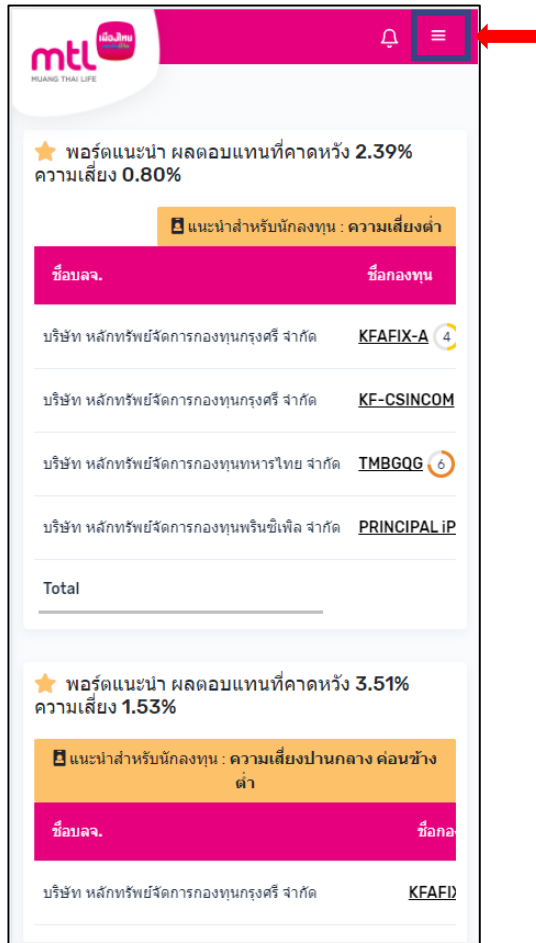 เมืองไทย
mtl
MUANG THAI LIFE
พอร์ตแนะนำ ผลตอบแทนที่คาดหวัง 2.39%
ความเสี่ยง 0.80%
แนะนำสำหรับนักลงทุน : ความเสี่ยงต่ำ
ชื่อบลจ. ชื่อกองทุน
บริษัท หลักทรัพย์จัดการกองทุนกรุงศรี จำกัด KFAFIX-A 4
บริษัท หลักทรัพย์จัดการกองทุนกรุงศรี จำกัด KF-CSINCOM
บริษัท หลักทรัพย์จัดการกองทุนทหารไทย จำกัด TMBGQG 6
บริษัท หลักทรัพย์จัดการกองทุนพรินซิเพิล จำกัด PRINCIPAL iP
Total
พอร์ตแนะนำ ผลตอบแทนที่คาดหวัง 3.51%
ความเสี่ยง 1.53%
แนะนำสำหรับนักลงทุน : ความเสี่ยงปานกลาง ค่อนข้าง
ต่ำ
ชื่อบลจ. ชื่อกอง
บริษัท หลักทรัพย์จัดการกองทุนกรุงศรี จำกัด KFAFIX